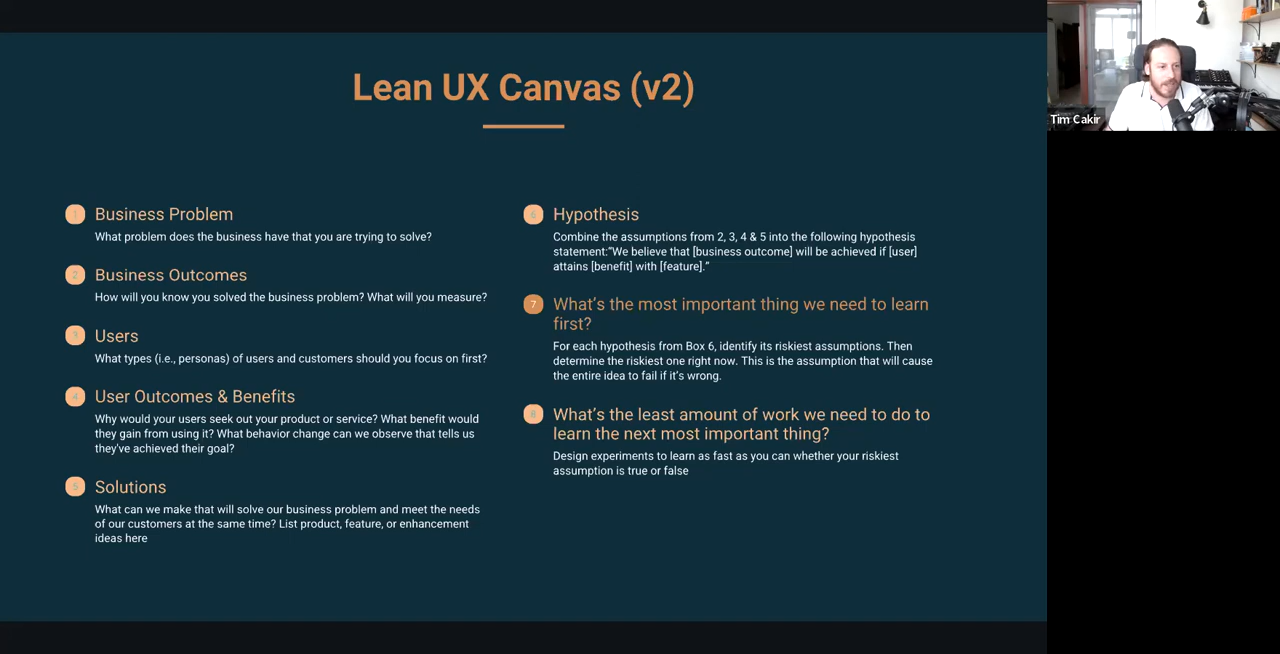 Lean UX Canvas (v2)
1 Business Problem
What problem does the business have that you are trying to solve?
2 Business Outcomes
How will you know you solved the business problem? What will you measure?
3 Users
What types (i.e., personas) of users and customers should you focus on first?
4 User Outcomes & Benefits
Why would your users seek out your product or service? What benefit would
they gain from using it? What behavior change can we observe that tells us
they've achieved their goal?
5 Solutions
What can we make that will solve our business problem and meet the needs
of our customers at the same time? List product, feature, or enhancement
ideas here
6 Hypothesis
Combine the assumptions from 2, 3, 4 & 5 into the following hypothesis
statement:“We believe that [business outcome] will be achieved if [user]
attains [benefit] with [feature].”
7 What’s the most important thing we need to learn
first?
For each hypothesis from Box 6, identify its riskiest assumptions. Then
determine the riskiest one right now. This is the assumption that will cause
the entire idea to fail if it’s wrong.
8 What’s the least amount of work we need to do to
learn the next most important thing?
Design experiments to learn as fast as you can whether your riskiest
assumption is true or false
Tim Cakir